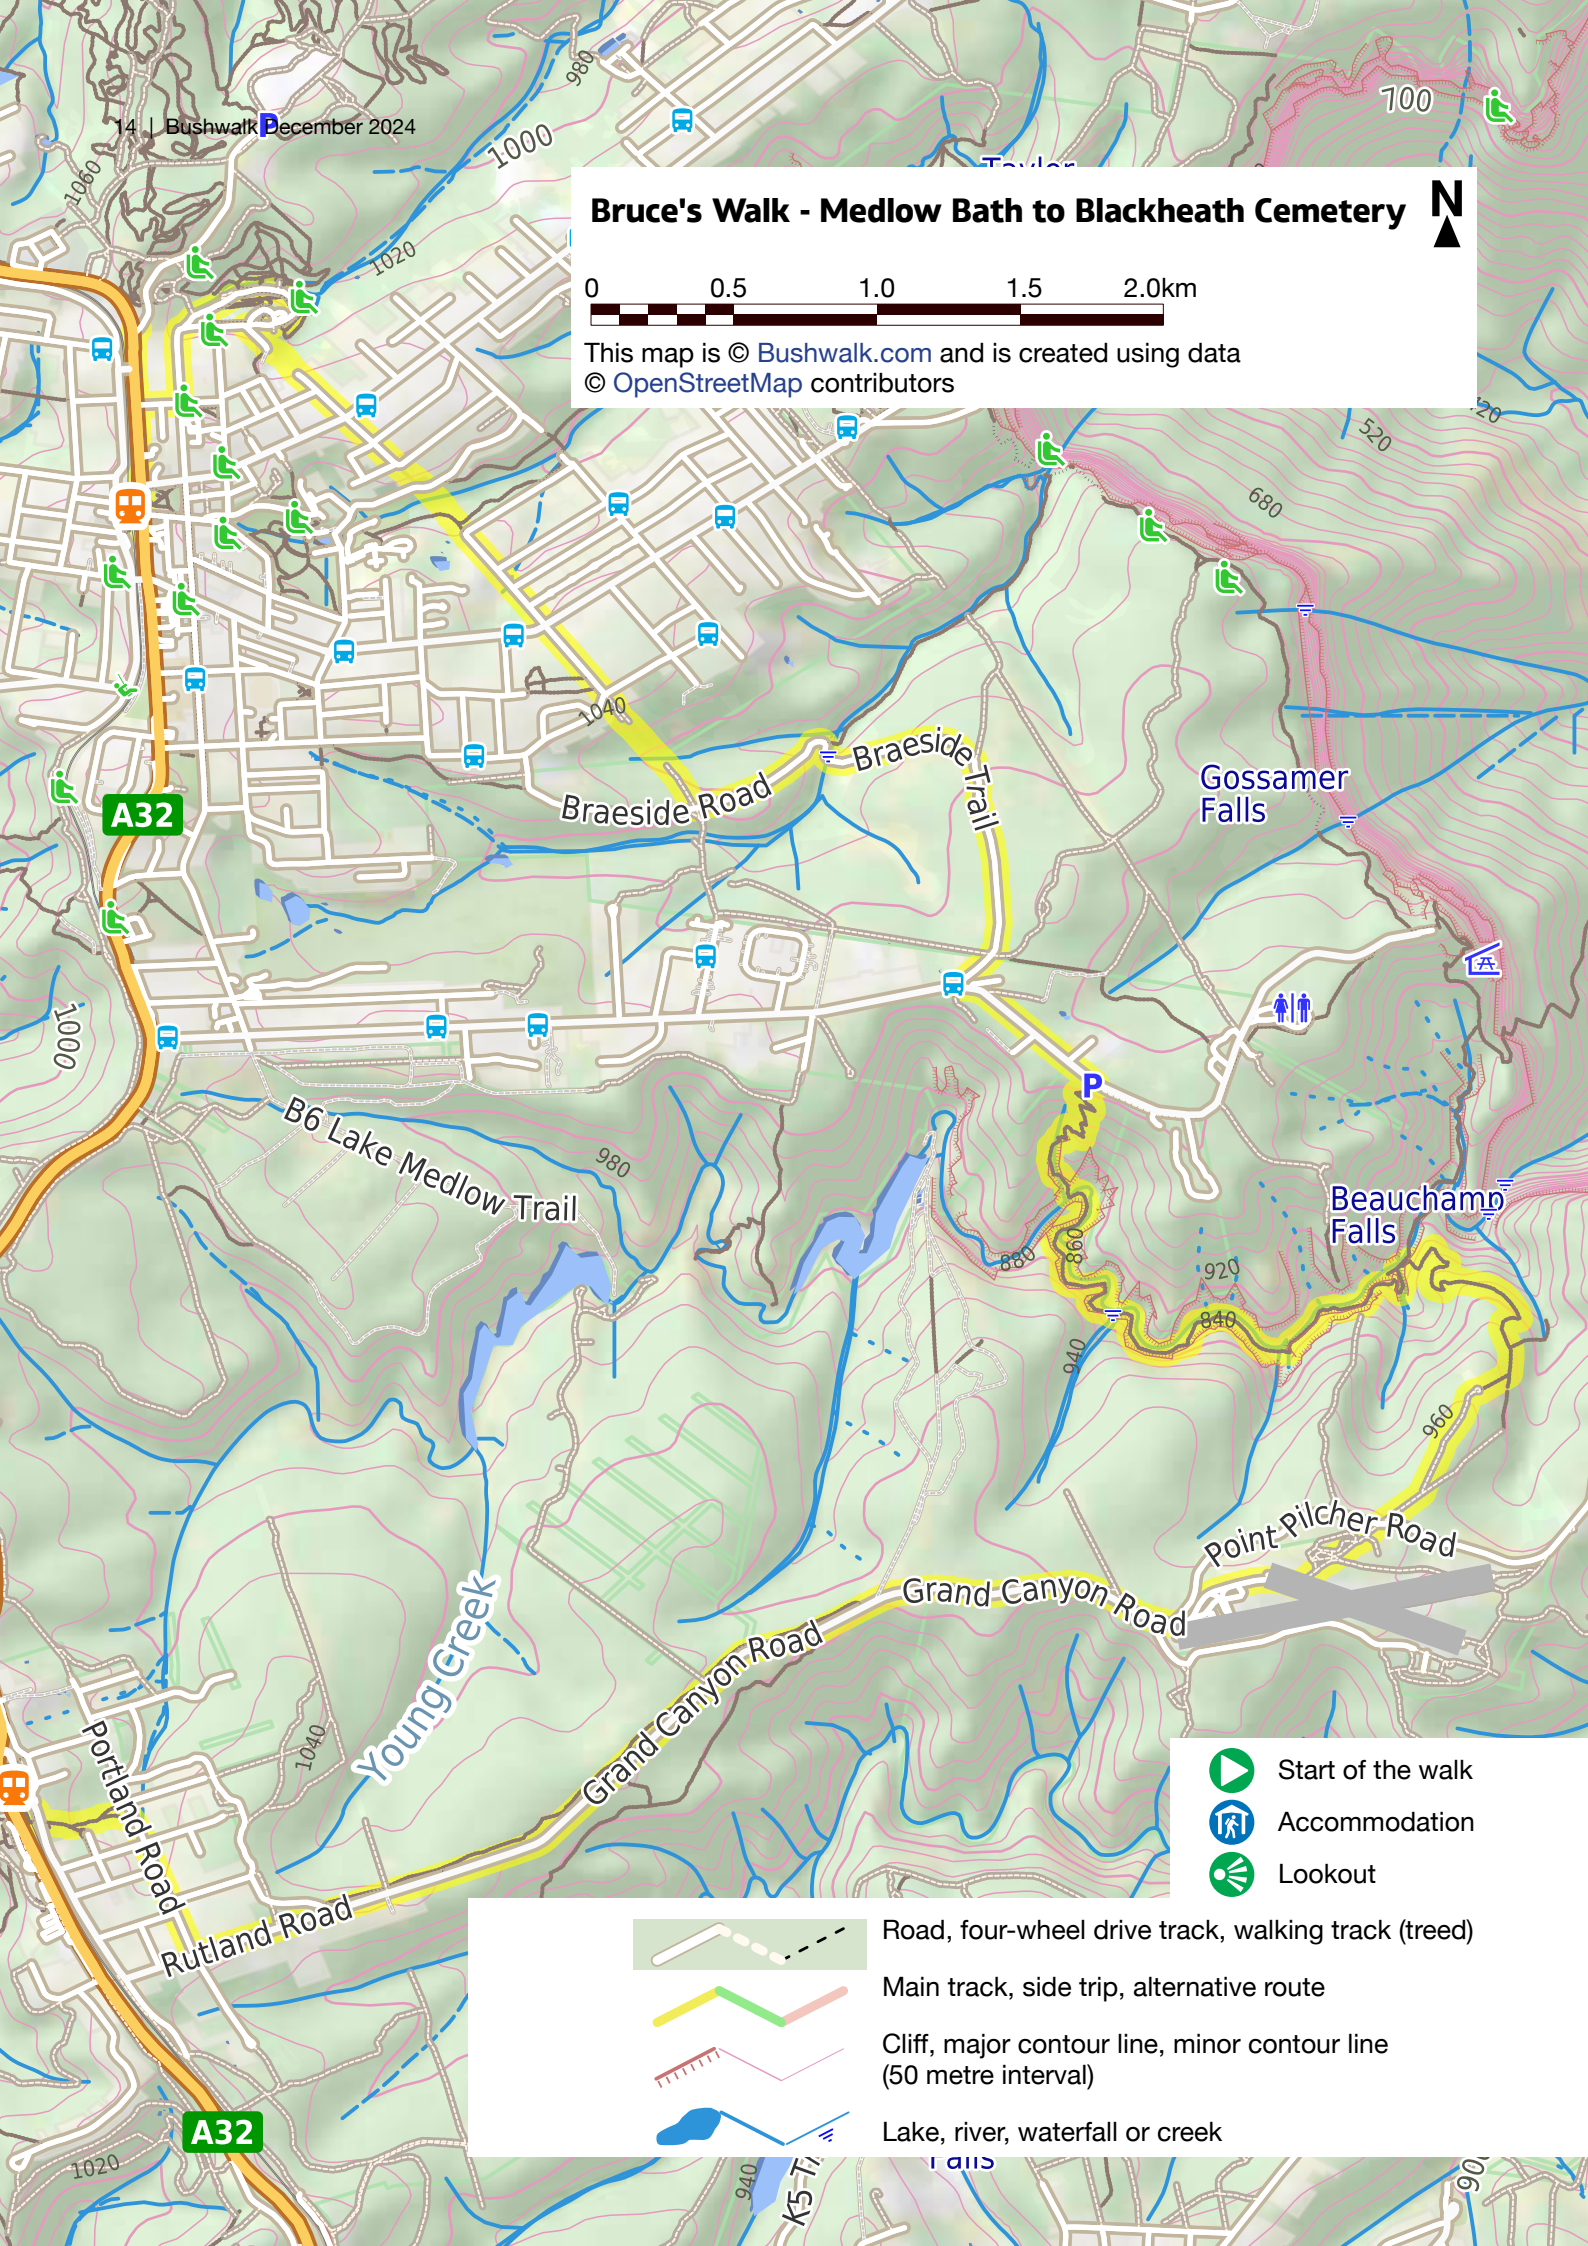 980
700
14 | Bushwalk December 2024
P
1000
1060
Bruce's Walk - Medlow Bath to Blackheath Cemetery
N
1020
0 0.5 1.0 1.5 2.0km
This map is © Bushwalk.com and is created using data
© OpenStreetMap contributors
520
680
1040
Braeside Road
Braeside Trail
Gossamer
Falls
A32
1000
P
B6 Lake Medlow Trail
980
Beauchamp
Falls
880
860
920
840
940
960
Point Pilcher Road
Grand Canyon Road
Young Creek
Grand Canyon Road
Portland Road
1040
Rutland Road
Start of the walk
Accommodation
Lookout
Road, four-wheel drive track, walking track (treed)
Main track, side trip, alternative route
Cliff, major contour line, minor contour line
(50 metre interval)
Lake, river, waterfall or creek
A32
1020
940
Falls